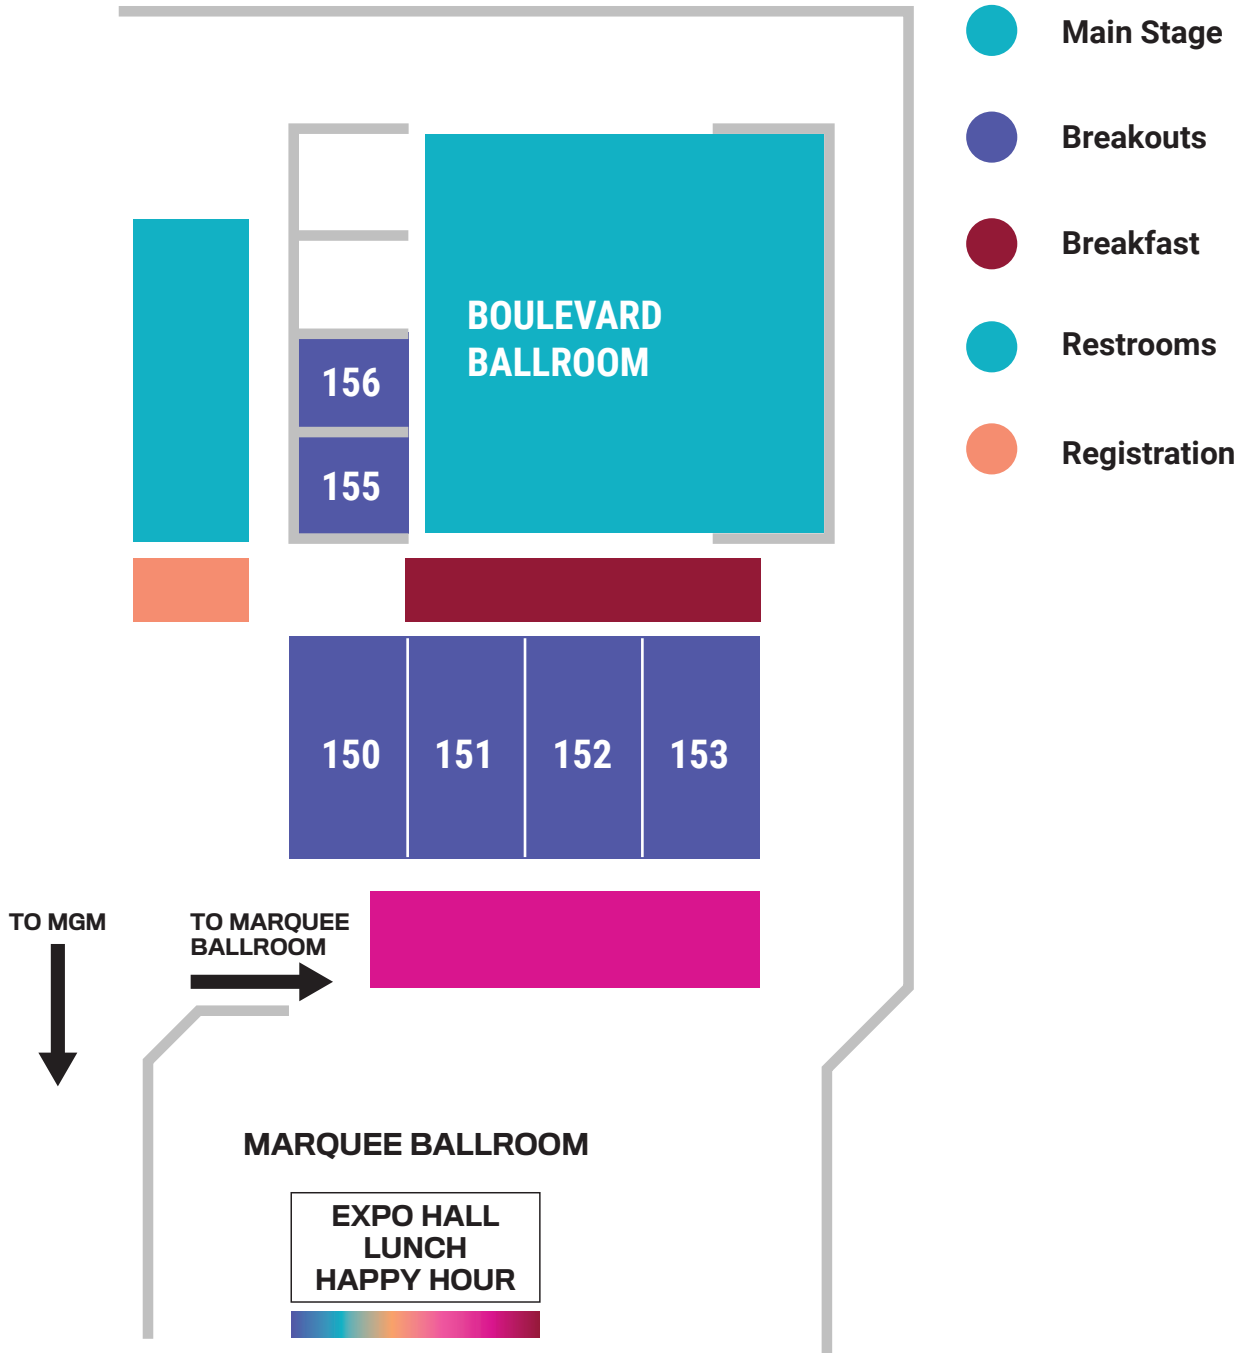 Main Stage
Breakouts
Breakfast
Restrooms
Registration
BOULEVARD
BALLROOM
156
155
150
151
152
153
TO MGM
TO MARQUEE
BALLROOM
MARQUEE BALLROOM
EXPO HALL
LUNCH
HAPPY HOUR